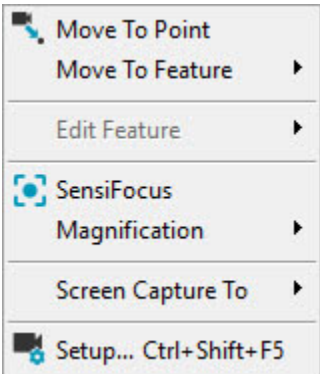 Move To Point
Move To Feature
Edit Feature
SensiFocus
Magnification
Screen Capture To
Setup... Ctrl+Shift+F5